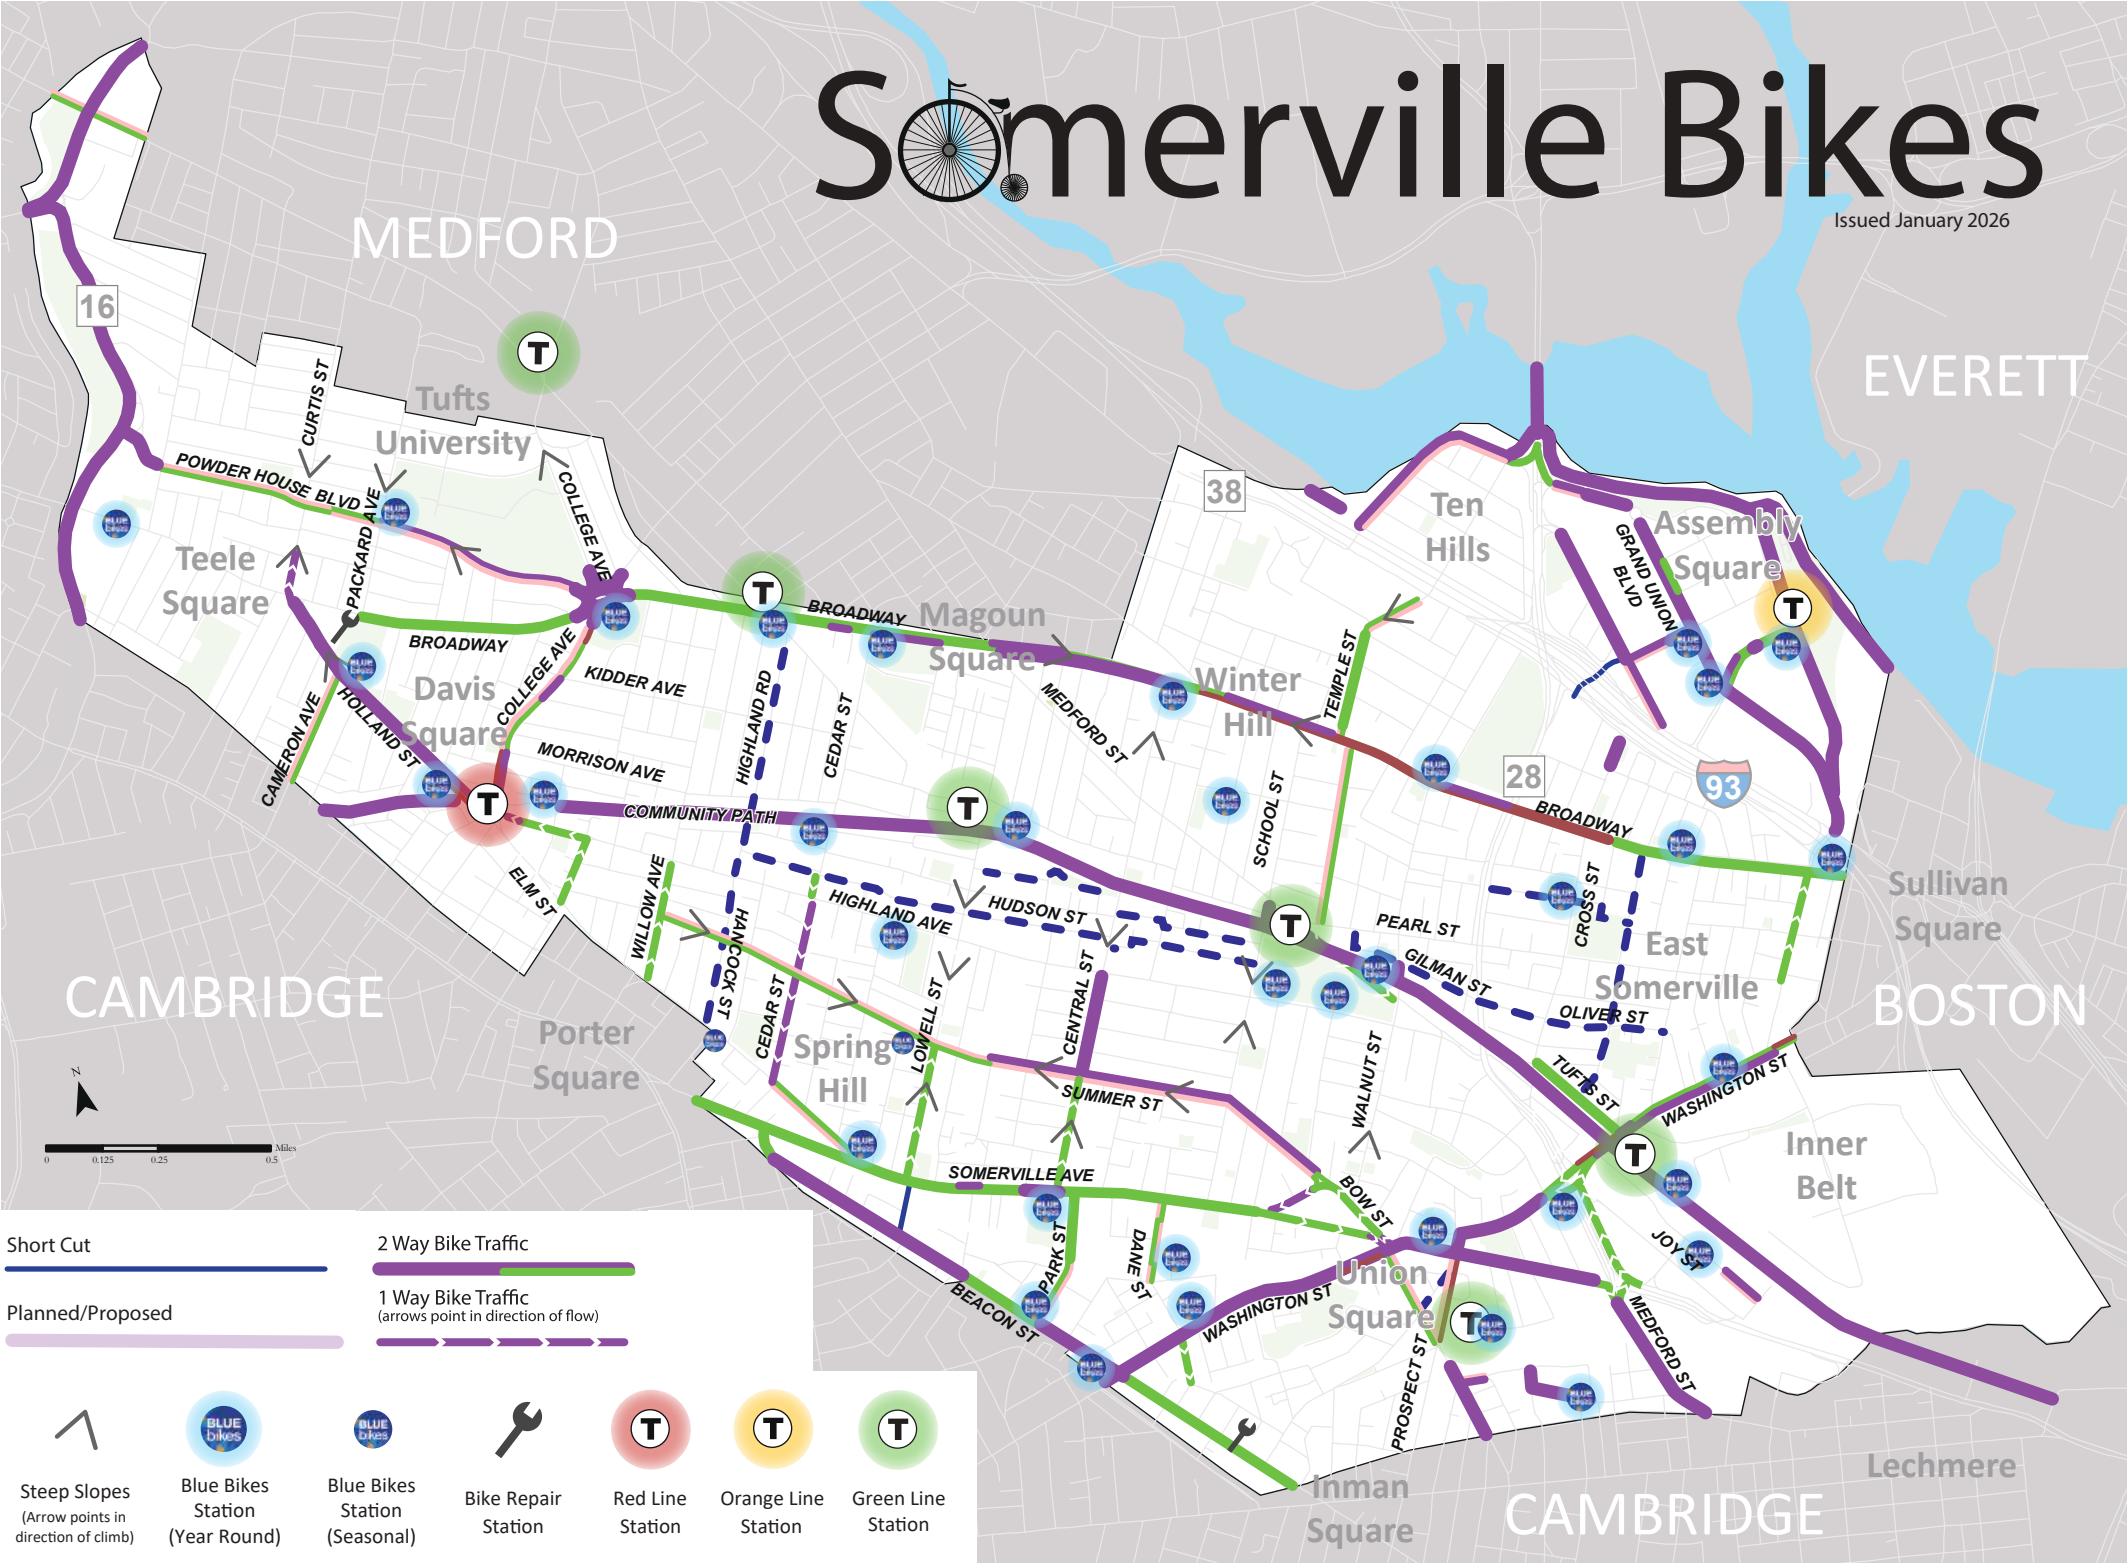 Somerville Bikes
Issued January 2026
MEDFORD
EVERETT
16
38
Tufts
University
CURTIS ST
POWDER HOUSE BLVD
PACKARD AVE
COLLEGE AVE
Teele
Square
Ten
Hills
Assembly
Square
GRAND UNION
BLVD
BROADWAY
BROADWAY
Magoun
Square
Davis
Square
COLLEGE AVE
KIDDER AVE
HOLLAND ST
CAMERON AVE
MORRISON AVE
HIGHLAND RD
CEDAR ST
MEDFORD ST
Winter
Hill
TEMPLE ST
SCHOOL ST
28
93
BROADWAY
COMMUNITY PATH
ELM ST
WILLOW AVE
HANCOCK ST
HIGHLAND AVE
HUDSON ST
PEARL ST
GILMAN ST
CROSS ST
East
Somerville
OLIVER ST
Sullivan
Square
BOSTON
CAMBRIDGE
Porter
Square
CEDAR ST
Spring
Hill
LOWELL ST
CENTRAL ST
SUMMER ST
WALNUT ST
TUFTS ST
WASHINGTON ST
Inner
Belt
SOMERVILLE AVE
BOW ST
PARK ST
DANE ST
BEACON ST
WASHINGTON ST
Union
Square
PROSPECT ST
JOY ST
MEDFORD ST
Inman
Square
CAMBRIDGE
Lechmere
N
0 0.125 0.25 0.5
Miles
Short Cut
Planned/Proposed
2 Way Bike Traffic
1 Way Bike Traffic
(arrows point in direction of flow)
BLUE
bikes
BLUE
bikes
T
T
T
Steep Slopes
(Arrow points in
direction of climb)
Blue Bikes
Station
(Year Round)
Blue Bikes
Station
(Seasonal)
Bike Repair
Station
Red Line
Station
Orange Line
Station
Green Line
Station